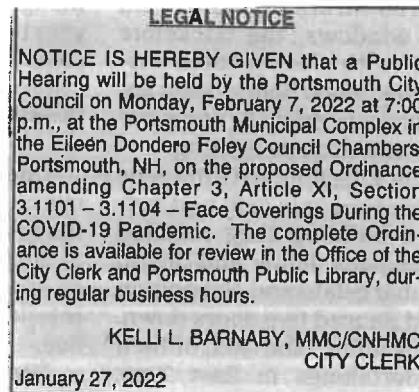 LEGAL NOTICE
NOTICE IS HEREBY GIVEN that a Public
Hearing will be held by the Portsmouth City
Council on Monday, February 7, 2022 at 7:00
p.m., at the Portsmouth Municipal Complex in
the Eileen Dondero Foley Council Chambers
Portsmouth, NH, on the proposed Ordinance
amending Chapter 3, Article XI, Section
3.1101 – 3.1104 – Face Coverings During the
COVID-19 Pandemic. The complete Ordin-
ance is available for review in the Office of the
City Clerk and Portsmouth Public Library, dur-
ing regular business hours.
KELLI L. BARNABY, MMC/CNHMC
CITY CLERK
January 27, 2022